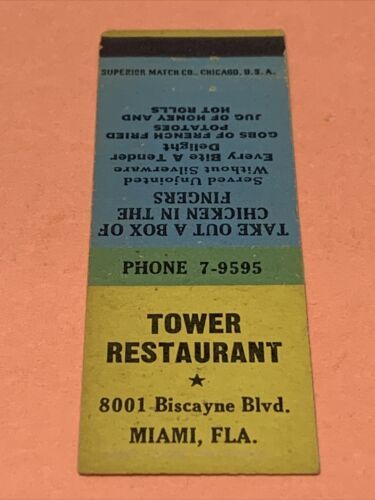 SUPERIOR MATCH CO., CHICAGO, U.S.A.
TAKE OUT A BOX OF
CHICKEN IN THE
FINGERS
Served Unjointed
Without Silverware
Every Bite A Tender
Delight
GOBS OF FRENCH FRIED
POTATOES
JUG OF HONEY AND
HOT ROLLS
PHONE 7-9595
TOWER
RESTAURANT
★
8001 Biscayne Blvd.
MIAMI, FLA.